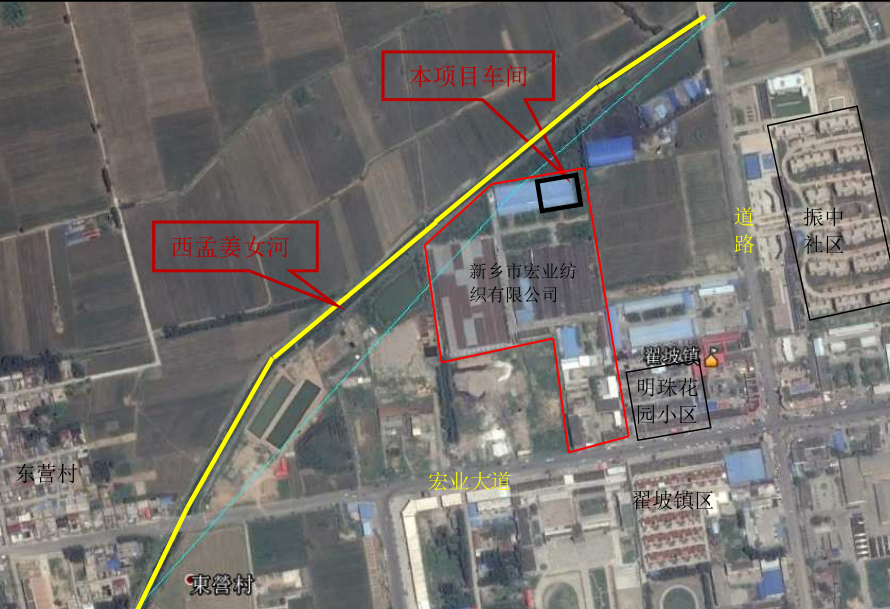 本项目车间
西孟姜女河
道
路
振中
社区
新乡市宏业纺
织有限公司
翟坡镇
明珠花
园小区
东营村
宏业大道
翟坡镇区
東營村